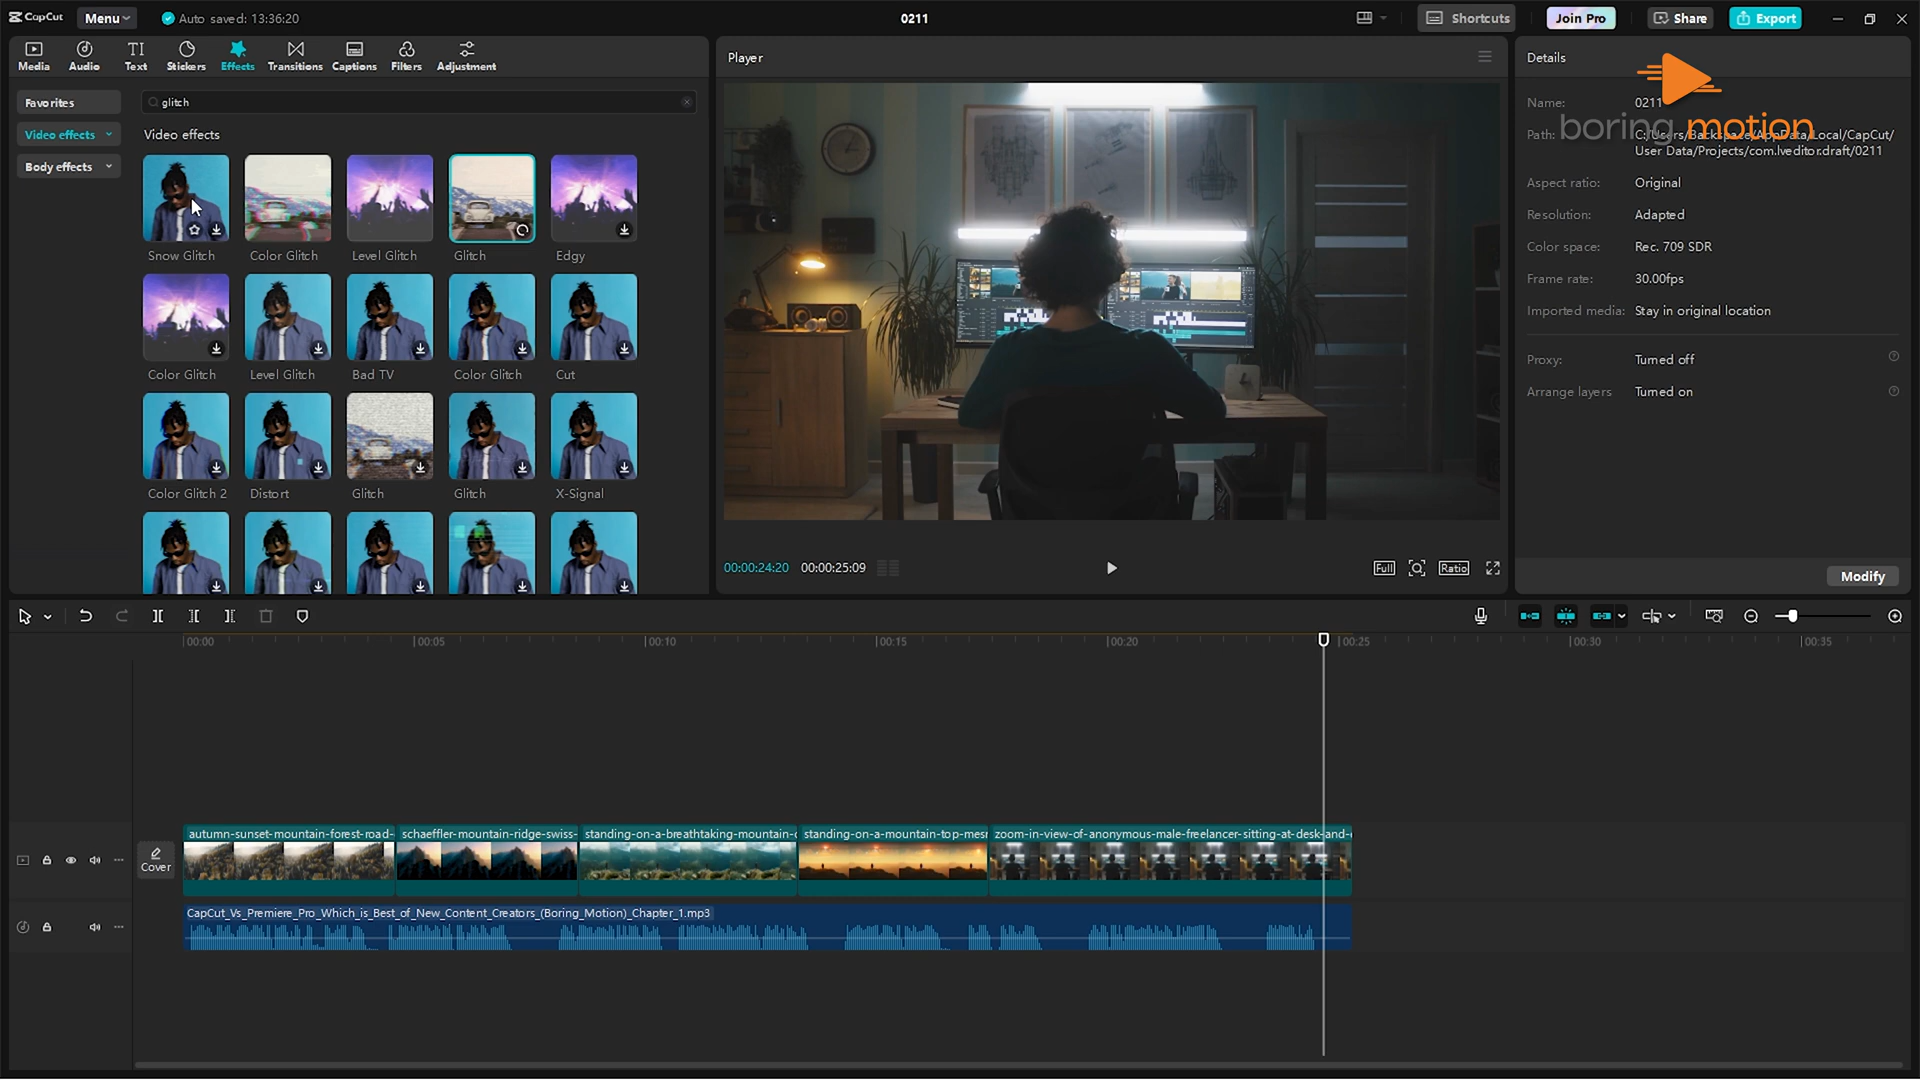 CapCut
Menu
Auto saved: 13:36:20
0211
Shortcuts
Join Pro
Share
Export
Media
Audio
Text
Stickers
Effects
Transitions
Captions
Filters
Adjustment
Favorites
Video effects
Body effects
glitch
Video effects
Snow Glitch
Color Glitch
Level Glitch
Glitch
Edgy
Color Glitch
Level Glitch
Bad TV
Color Glitch
Cut
Color Glitch 2
Distort
Glitch
Glitch
X-Signal
Player
00:00:24:20
00:00:25:09
Full
Ratio
Details
boring motion
Name: 0211
Path: C:/Users/Backspace/AppData/Local/CapCut/
User Data/Projects/com.lveditor.draft/0211
Aspect ratio: Original
Resolution: Adapted
Color space: Rec. 709 SDR
Frame rate: 30.00fps
Imported media: Stay in original location
Proxy: Turned off
Arrange layers Turned on
Modify
00:00
00:05
00:10
00:15
00:20
00:25
00:30
00:35
Cover
autumn-sunset-mountain-forest-road-
schaeffler-mountain-ridge-swiss-
standing-on-a-breathtaking-mountain-
standing-on-a-mountain-top-mesm
zoom-in-view-of-anonymous-male-freelancer-sitting-at-desk-and-
CapCut_Vs_Premiere_Pro_Which_is_Best_of_New_Content_Creators_(Boring_Motion)_Chapter_1.mp3